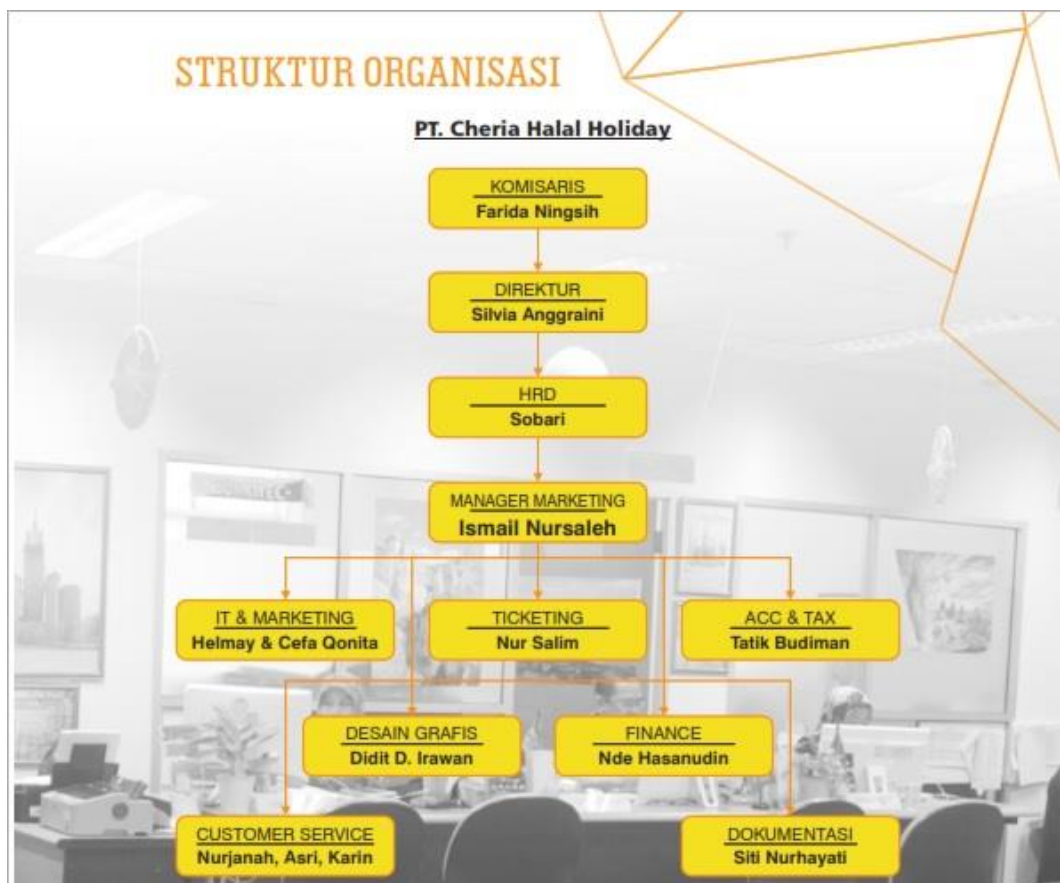 STRUKTUR ORGANISASI
PT. Cheria Halal Holiday
KOMISARIS
Farida Ningsih
DIREKTUR
Silvia Anggraini
HRD
Sobari
MANAGER MARKETING
Ismail Nursaleh
IT & MARKETING
Helmay & Cefa Qonita
TICKETING
Nur Salim
ACC & TAX
Tatik Budiman
DESAIN GRAFIS
Didit D. Irawan
FINANCE
Nde Hasanudin
CUSTOMER SERVICE
Nurjanah, Asri, Karin
DOKUMENTASI
Siti Nurhayati